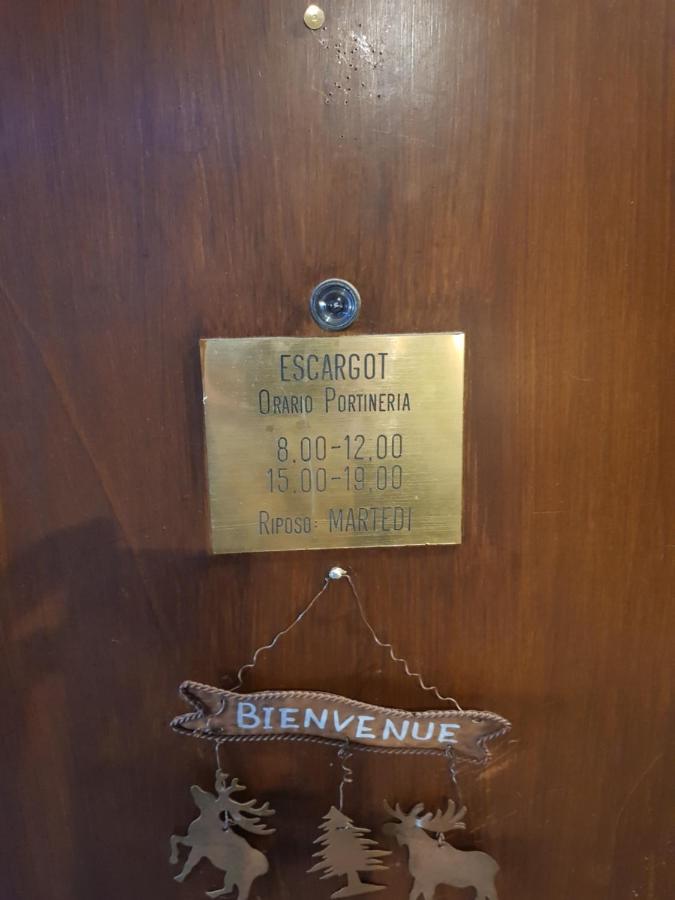 ESCARGOT
ORARIO PORTINERIA
8.00-12.00
15.00-19.00
RIPOSO: MARTEDI
BIENVENUE